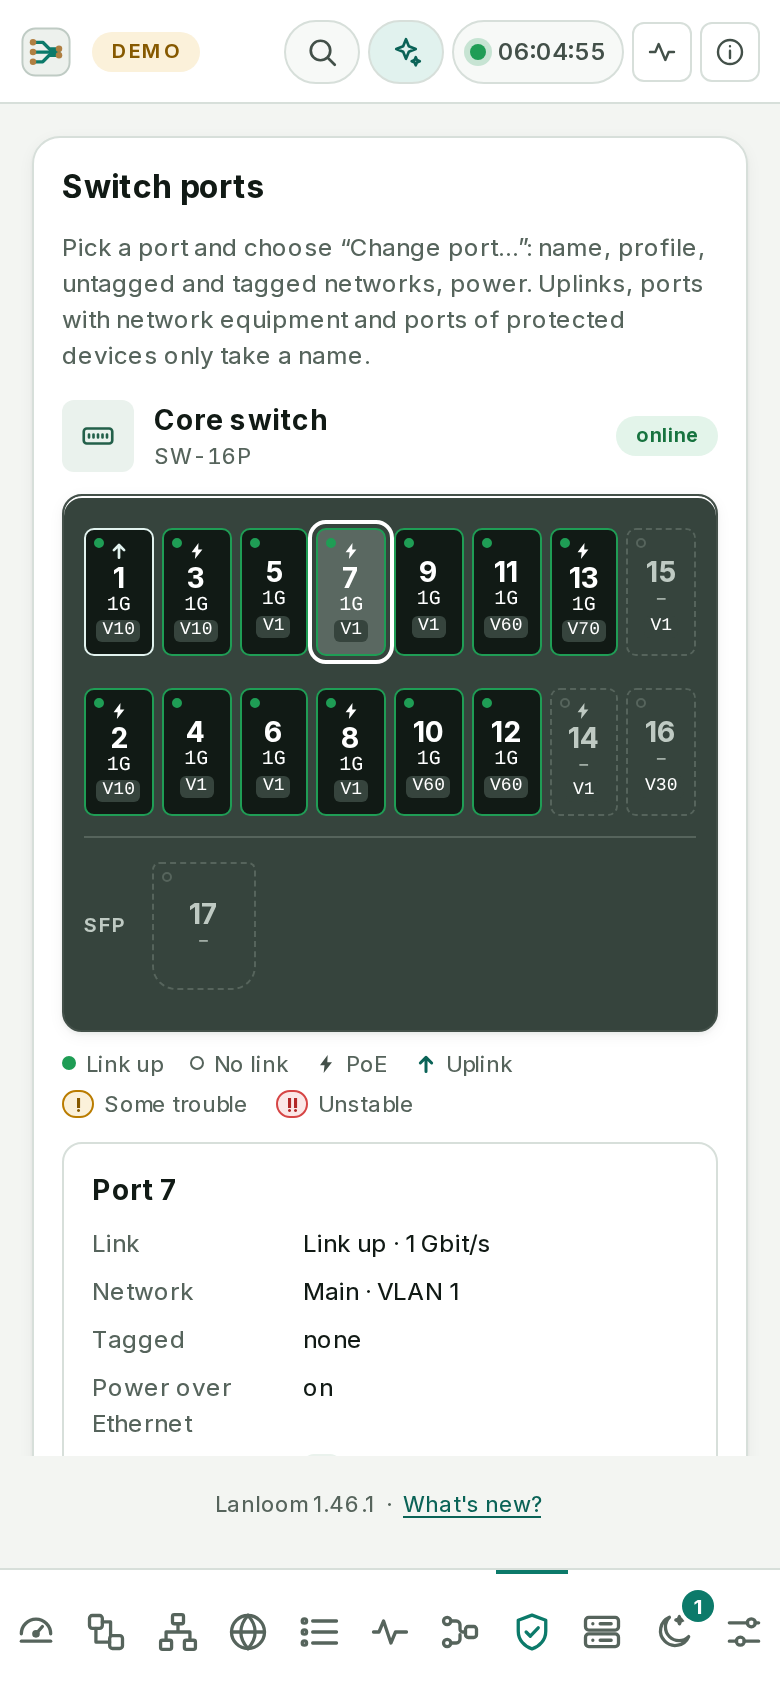 DEMO
06:04:55
Switch ports
Pick a port and choose “Change port…”: name, profile,
untagged and tagged networks, power. Uplinks, ports
with network equipment and ports of protected
devices only take a name.
Core switch
SW-16P
online
1 3 5 7 9 11 13 15
1G 1G 1G 1G 1G 1G 1G –
V10 V10 V1 V1 V1 V60 V70 V1
2 4 6 8 10 12 14 16
1G 1G 1G 1G 1G 1G – –
V10 V1 V1 V1 V60 V60 V1 V30
SFP 17
–
Link up No link PoE Uplink
! Some trouble !! Unstable
Port 7
Link Link up · 1 Gbit/s
Network Main · VLAN 1
Tagged none
Power over on
Ethernet
Lanloom 1.46.1 · What's new?
1